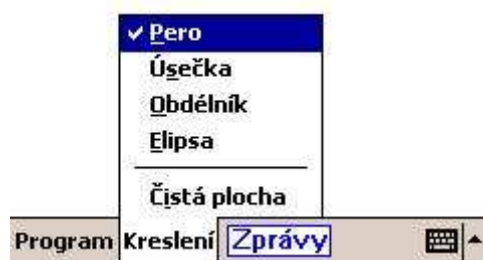 Pero
Úsečka
Obdélník
Elipsa
Čistá plocha
Program Kreslení Zprávy